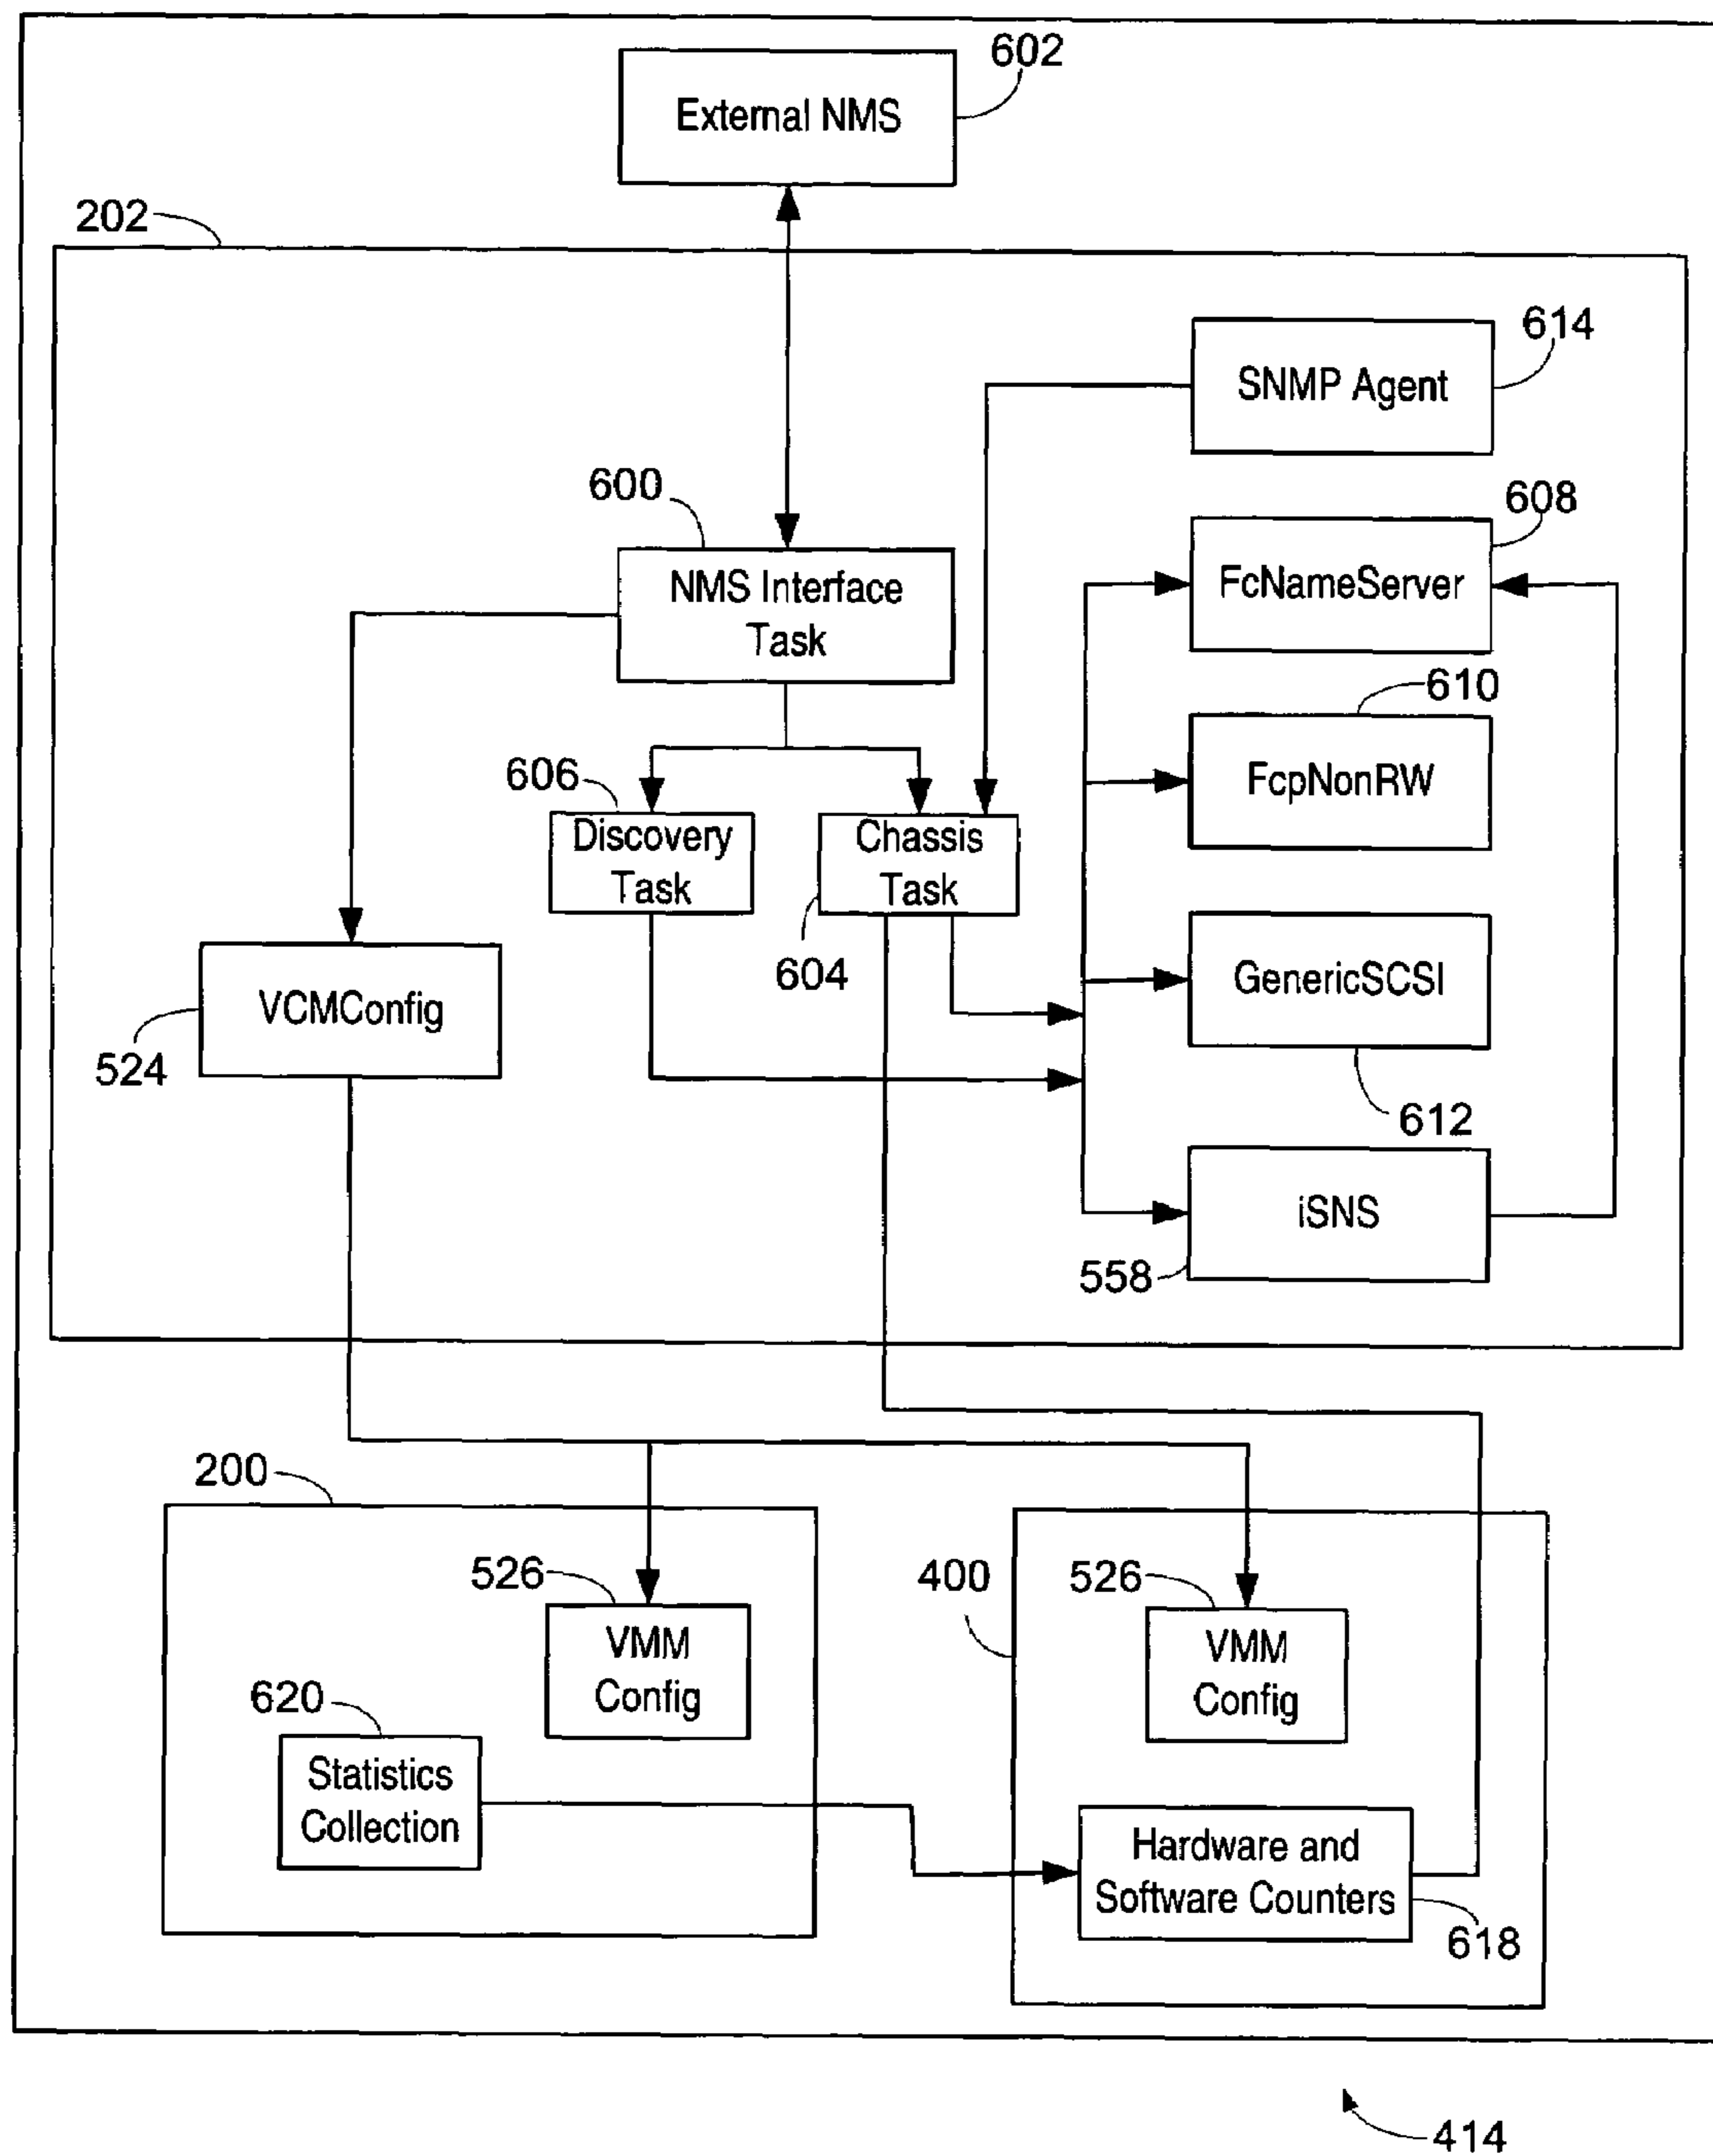 602
External NMS
202
614
SNMP Agent
600
608
NMS Interface
Task
FcNameServer
610
606
FcpNonRW
Discovery
Task
Chassis
Task
604
GenericSCSI
VCMConfig
524
612
iSNS
558
200
526
400
526
VMM
Config
VMM
Config
620
Statistics
Collection
Hardware and
Software Counters
618
414